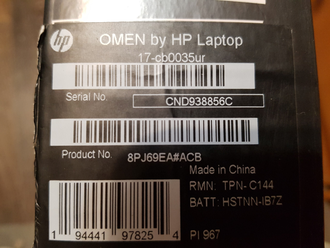 hp
OMEN by HP Laptop
17-cb0035ur
Serial No.
CND938856C
Product No. 8PJ69EA#ACB
Made in China
RMN: TPN- C144
BATT: HSTNN-IB7Z
1 94441 97825 4 PI 967